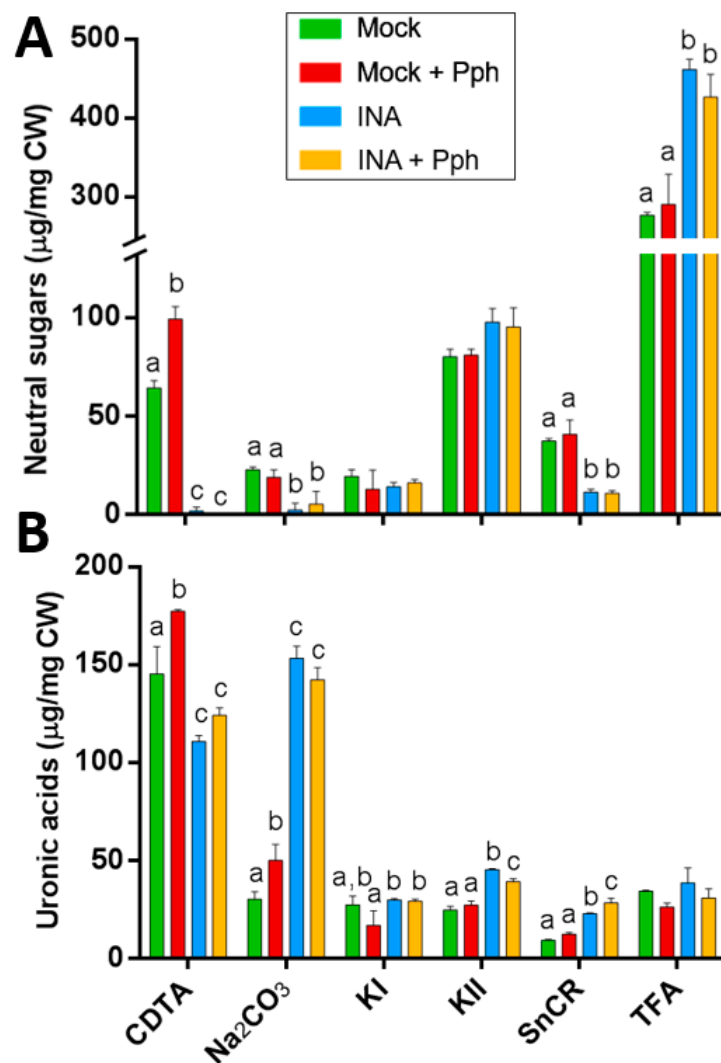 A
Mock
Mock + Pph
INA
INA + Pph
Neutral sugars (µg/mg CW)
500
400
300
100
50
0
a b c c
a a b b
a a b b
a a b b
B
Uronic acids (µg/mg CW)
200
150
100
50
0
a b c c
a b c c
a,b a b b
a a b c
a a b c
CDTA
Na₂CO₃
KI
KII
SnCR
TFA